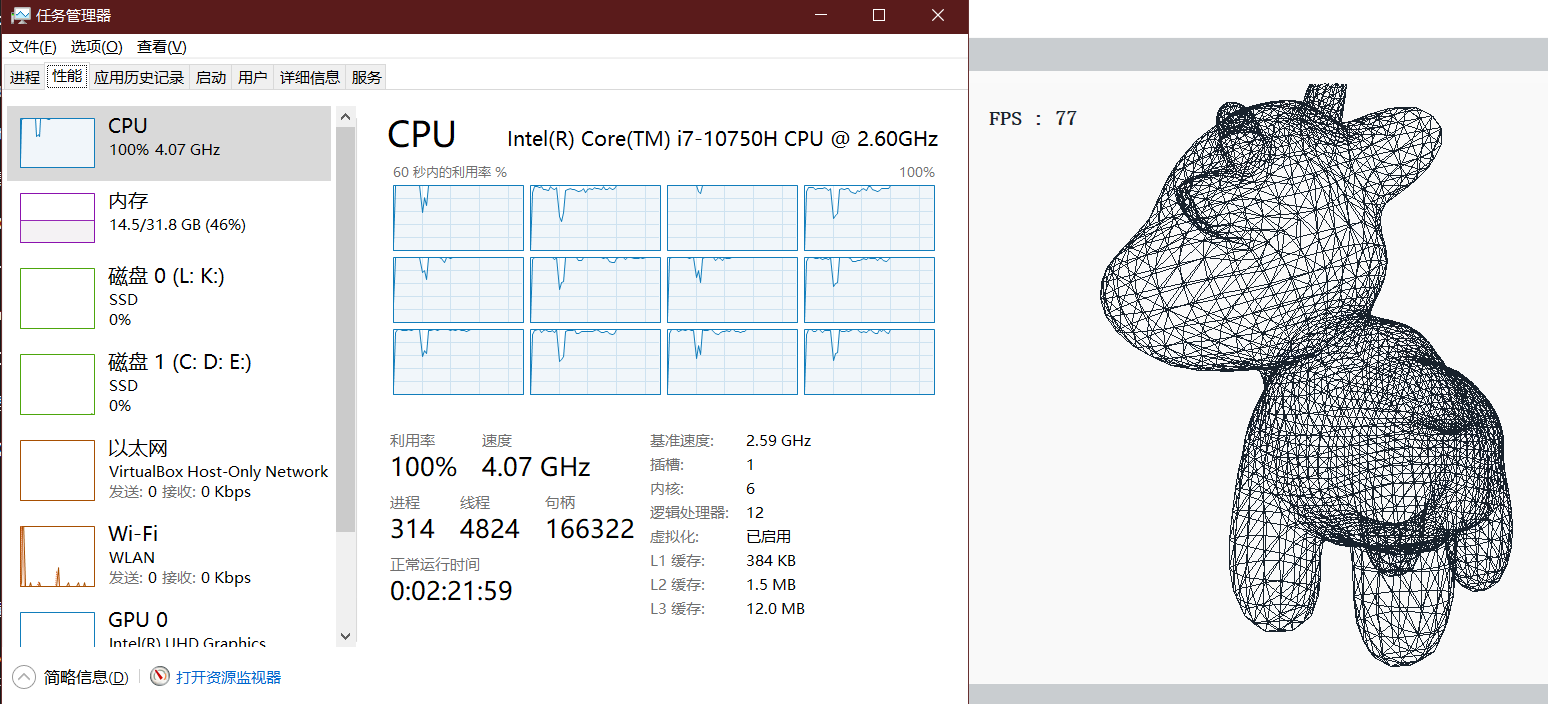 任务管理器
文件(F) 选项(O) 查看(V)
进程 性能 应用历史记录 启动 用户 详细信息 服务
CPU
100% 4.07 GHz
内存
14.5/31.8 GB (46%)
磁盘 0 (L: K:)
SSD
0%
磁盘 1 (C: D: E:)
SSD
0%
以太网
VirtualBox Host-Only Network
发送: 0 接收: 0 Kbps
Wi-Fi
WLAN
发送: 0 接收: 0 Kbps
GPU 0
Intel(R) UHD Graphics
CPU Intel(R) Core(TM) i7-10750H CPU @ 2.60GHz
60 秒内的利用率 % 100%
利用率 速度
100% 4.07 GHz
进程 线程 句柄
314 4824 166322
正常运行时间
0:02:21:59
基准速度: 2.59 GHz
插槽: 1
内核: 6
逻辑处理器: 12
虚拟化: 已启用
L1 缓存: 384 KB
L2 缓存: 1.5 MB
L3 缓存: 12.0 MB
简略信息(D) 打开资源监视器
FPS : 77